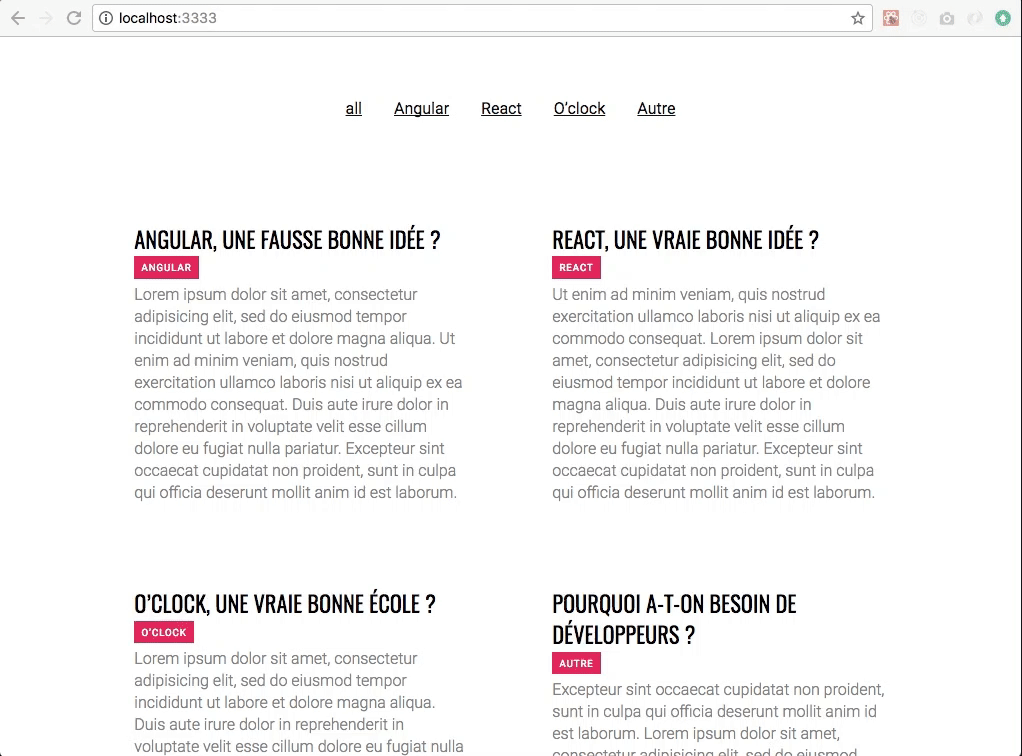 localhost:3333
all Angular React O’clock Autre
ANGULAR, UNE FAUSSE BONNE IDÉE ?
ANGULAR
Lorem ipsum dolor sit amet, consectetur
adipisicing elit, sed do eiusmod tempor
incididunt ut labore et dolore magna aliqua. Ut
enim ad minim veniam, quis nostrud
exercitation ullamco laboris nisi ut aliquip ex ea
commodo consequat. Duis aute irure dolor in
reprehenderit in voluptate velit esse cillum
dolore eu fugiat nulla pariatur. Excepteur sint
occaecat cupidatat non proident, sunt in culpa
qui officia deserunt mollit anim id est laborum.
REACT, UNE VRAIE BONNE IDÉE ?
REACT
Ut enim ad minim veniam, quis nostrud
exercitation ullamco laboris nisi ut aliquip ex ea
commodo consequat. Lorem ipsum dolor sit
amet, consectetur adipisicing elit, sed do
eiusmod tempor incididunt ut labore et dolore
magna aliqua. Duis aute irure dolor in
reprehenderit in voluptate velit esse cillum
dolore eu fugiat nulla pariatur. Excepteur sint
occaecat cupidatat non proident, sunt in culpa
qui officia deserunt mollit anim id est laborum.
O’CLOCK, UNE VRAIE BONNE ÉCOLE ?
O’CLOCK
Lorem ipsum dolor sit amet, consectetur
adipisicing elit, sed do eiusmod tempor
incididunt ut labore et dolore magna aliqua.
Duis aute irure dolor in reprehenderit in
voluptate velit esse cillum dolore eu fugiat nulla
POURQUOI A-T-ON BESOIN DE
DÉVELOPPEURS ?
AUTRE
Excepteur sint occaecat cupidatat non proident,
sunt in culpa qui officia deserunt mollit anim id
est laborum. Lorem ipsum dolor sit amet,
consectetur adipisicing elit, sed do eiusmod